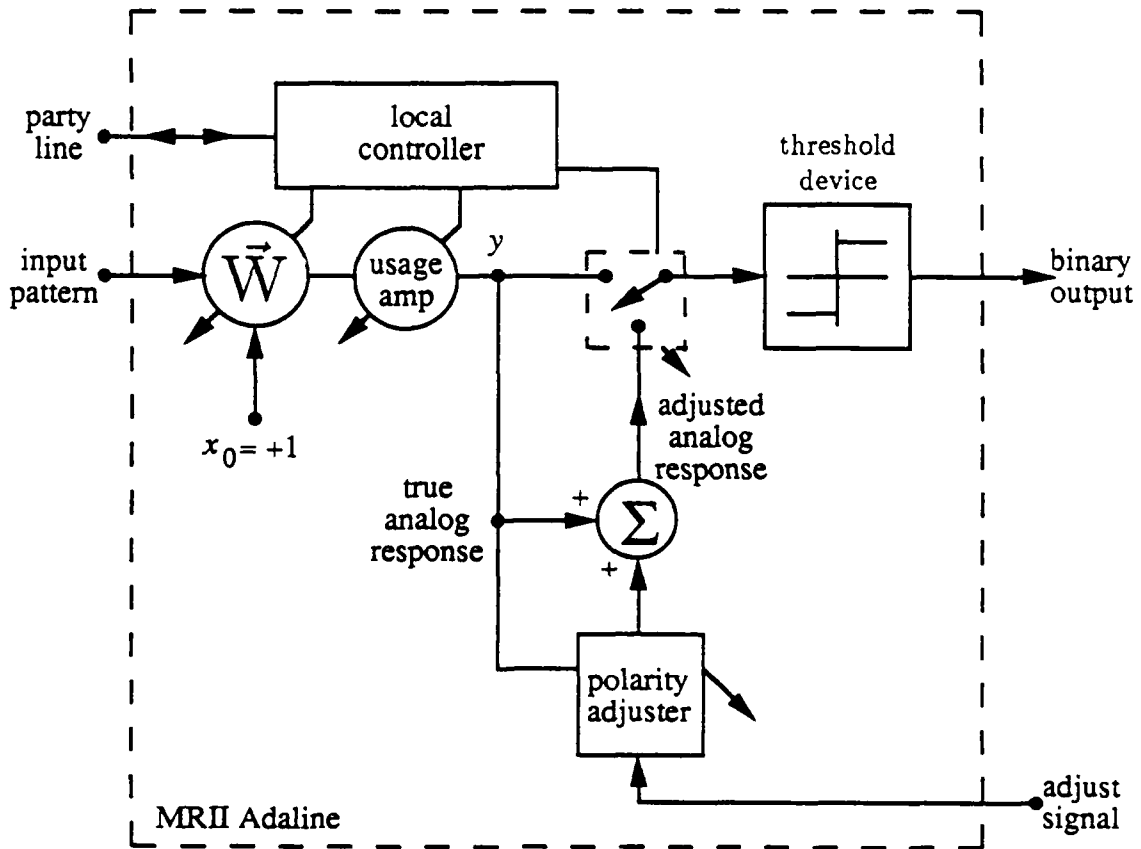 party
line
local
controller
threshold
device
input
pattern
W
usage
amp
y
binary
output
x0 = +1
adjusted
analog
response
true
analog
response
+
Σ
+
polarity
adjuster
adjust
signal
MRII Adaline